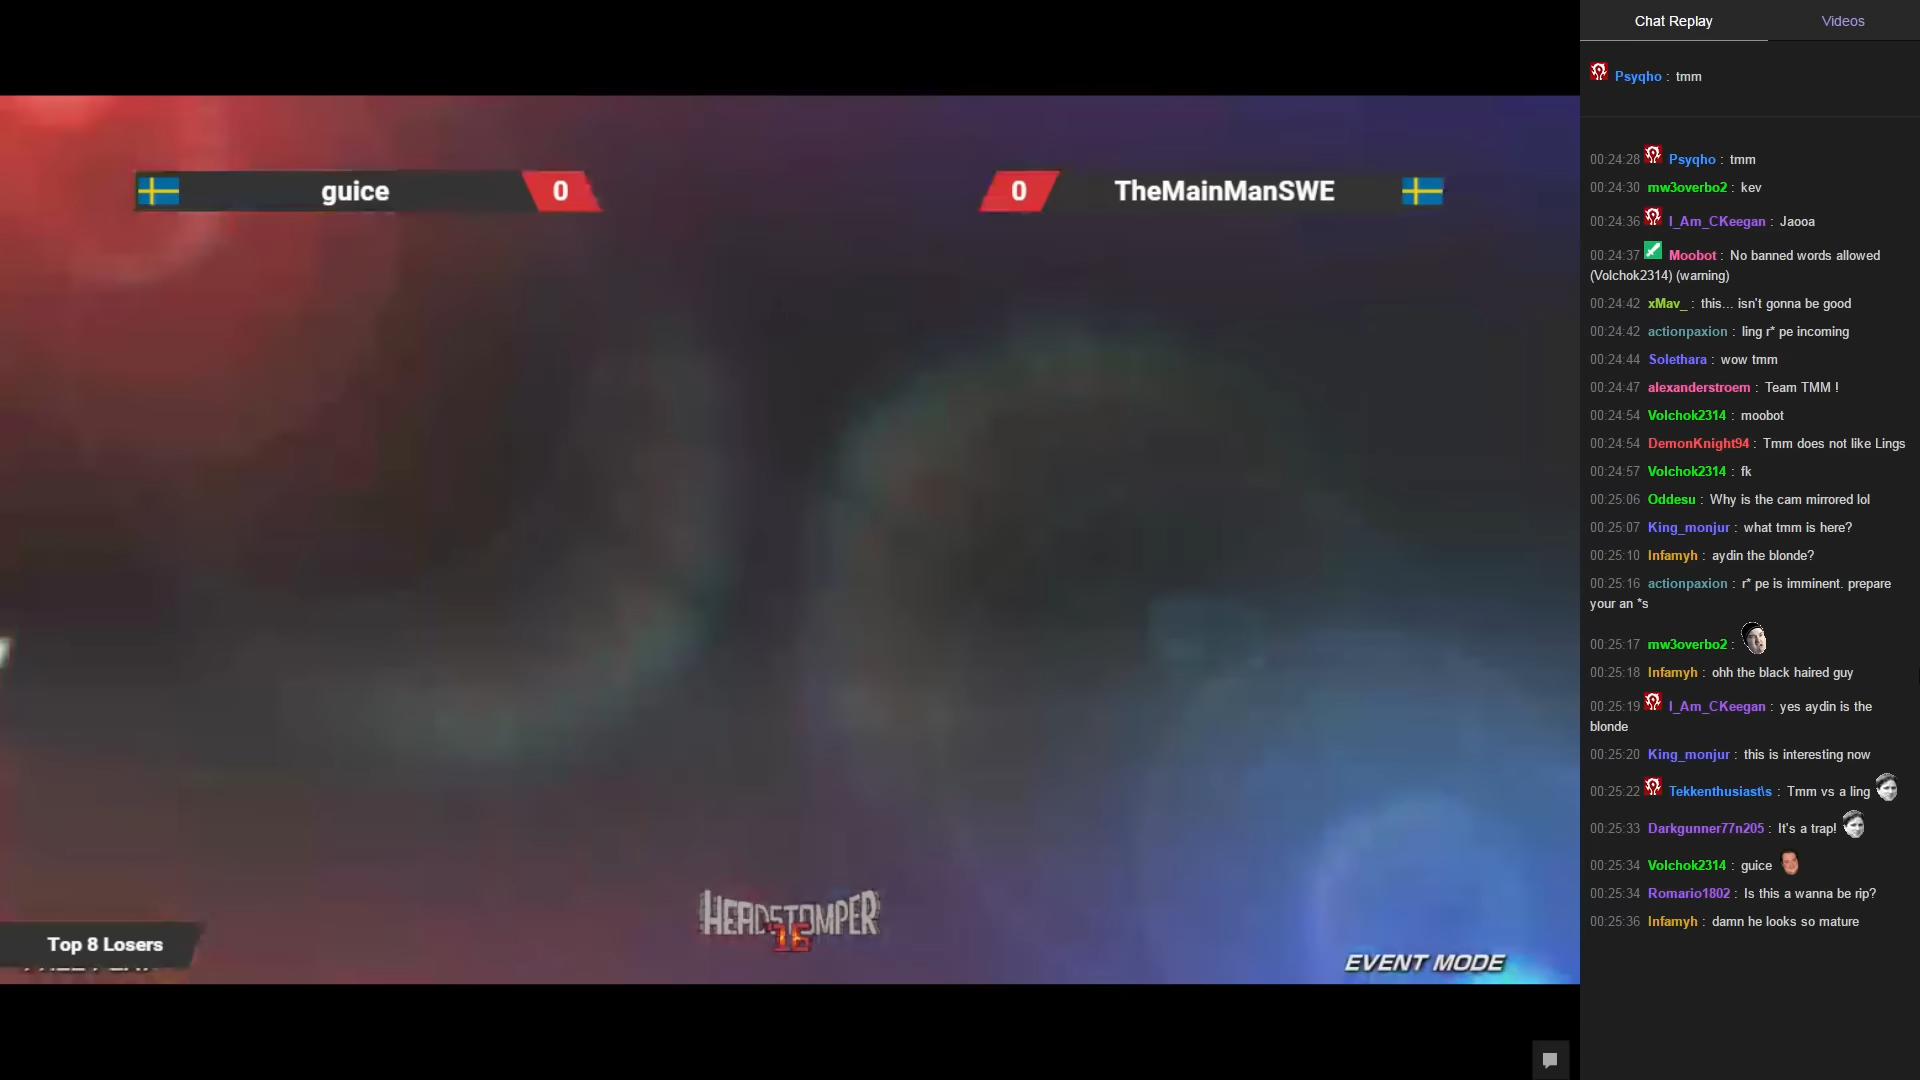 Chat Replay
Videos
Psyqho : tmm
guice
0
0
TheMainManSWE
00:24:28 Psyqho : tmm
00:24:30 mw3overbo2 : kev
00:24:36 I_Am_CKeegan : Jaooa
00:24:37 Moobot : No banned words allowed
(Volchok2314) (warning)
00:24:42 xMav_ : this... isn't gonna be good
00:24:42 actionpaxion : ling r* pe incoming
00:24:44 Solethara : wow tmm
00:24:47 alexanderstroem : Team TMM !
00:24:54 Volchok2314 : moobot
00:24:54 DemonKnight94 : Tmm does not like Lings
00:24:57 Volchok2314 : fk
00:25:06 Oddesu : Why is the cam mirrored lol
00:25:07 King_monjur : what tmm is here?
00:25:10 Infamyh : aydin the blonde?
00:25:16 actionpaxion : r* pe is imminent. prepare
your an *s
00:25:17 mw3overbo2 :
00:25:18 Infamyh : ohh the black haired guy
00:25:19 I_Am_CKeegan : yes aydin is the
blonde
00:25:20 King_monjur : this is interesting now
00:25:22 Tekkenthusiast\s : Tmm vs a ling
00:25:33 Darkgunner77n205 : It's a trap!
00:25:34 Volchok2314 : guice
00:25:34 Romario1802 : Is this a wanna be rip?
00:25:36 Infamyh : damn he looks so mature
HEADSTOMPER
16
Top 8 Losers
EVENT MODE